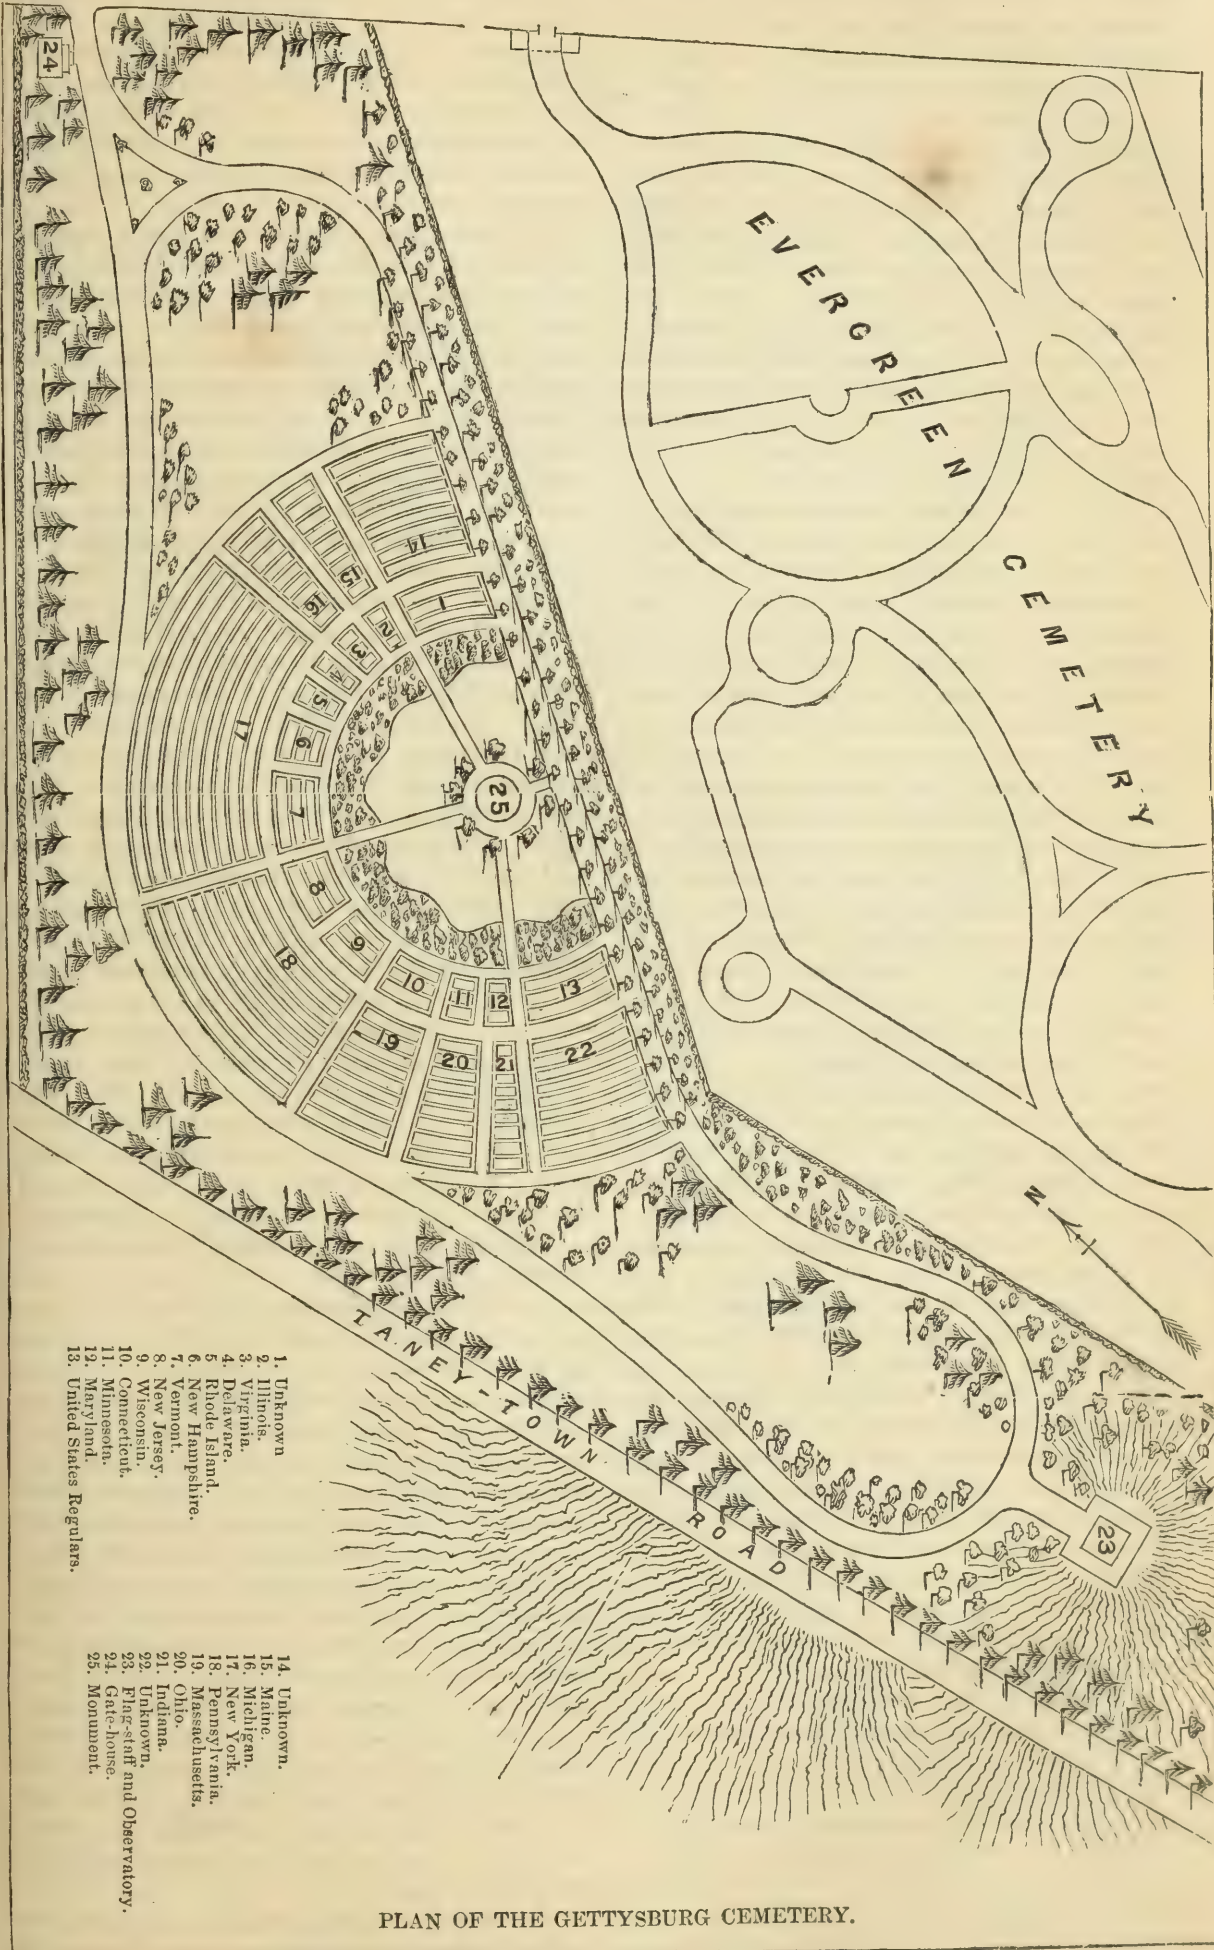 EVERGREEN
CEMETERY
24
14
1
15
2
16
3
4
5
6
17
7
25
8
18
9
10
11
12
13
19
20
21
22
N
23
TANEY-TOWN ROAD
1. Unknown
2. Illinois.
3. Virginia.
4. Delaware.
5 Rhode Island.
6. New Hampshire.
7. Vermont.
8. New Jersey.
9. Wisconsin.
10. Connecticut.
11. Minnesota.
12. Maryland.
13. United States Regulars.
14. Unknown.
15. Maine.
16. Michigan.
17. New York.
18. Pennsylvania.
19. Massachusetts.
20. Ohio.
21. Indiana.
22. Unknown.
23. Flag-staff and Observatory.
24. Gate-house.
25. Monument.
PLAN OF THE GETTYSBURG CEMETERY.